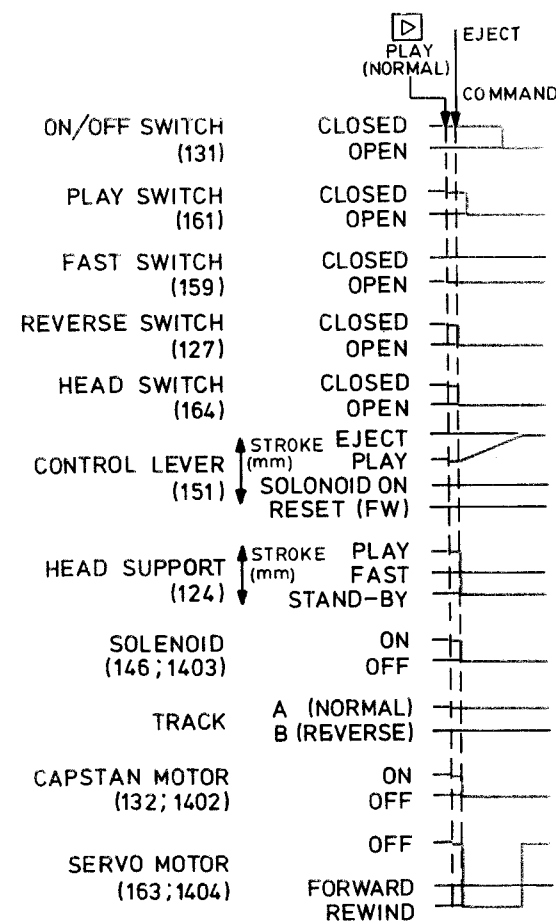 EJECT
PLAY
(NORMAL)
COMMAND
ON/OFF SWITCH CLOSED
(131) OPEN
PLAY SWITCH CLOSED
(161) OPEN
FAST SWITCH CLOSED
(159) OPEN
REVERSE SWITCH CLOSED
(127) OPEN
HEAD SWITCH CLOSED
(164) OPEN
STROKE EJECT
CONTROL LEVER (mm) PLAY
(151) SOLONOID ON
RESET (FW)
STROKE PLAY
HEAD SUPPORT (mm) FAST
(124) STAND-BY
SOLENOID ON
(146; 1403) OFF
TRACK A (NORMAL)
B (REVERSE)
CAPSTAN MOTOR ON
(132; 1402) OFF
OFF
SERVO MOTOR
(163; 1404) FORWARD
REWIND